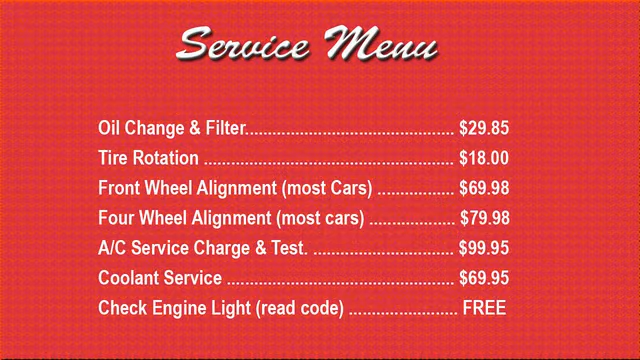 Service Menu
Oil Change & Filter............................................... $29.85
Tire Rotation ........................................................ $18.00
Front Wheel Alignment (most Cars) ................. $69.98
Four Wheel Alignment (most cars) ................... $79.98
A/C Service Charge & Test. ............................... $99.95
Coolant Service ................................................... $69.95
Check Engine Light (read code) ........................ FREE